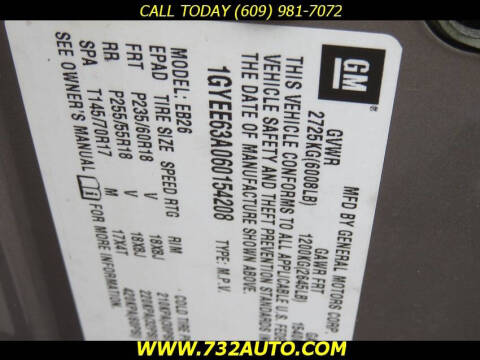 CALL TODAY (609) 981-7072
GM
MFD BY GENERAL MOTORS CORP.
GVWR GAWR FRT
2725KG(6008LB) 1200KG(2645LB)
THIS VEHICLE CONFORMS TO ALL APPLICABLE U.S.
VEHICLE SAFETY AND THEFT PREVENTION STANDARDS IN
THE DATE OF MANUFACTURE SHOWN ABOVE.
1GYEE63A060154208 TYPE: M.P.V.
MODEL: EB26
EPAD TIRE SIZE SPEED RTG RIM COLD TIRE
FRT P235/60R18 V 18X8J
RR P255/55R18 V 18X8J
SPA T145/70R17 M 17X4T
SEE OWNER'S MANUAL FOR MORE INFORMATION.
WWW.732AUTO.COM